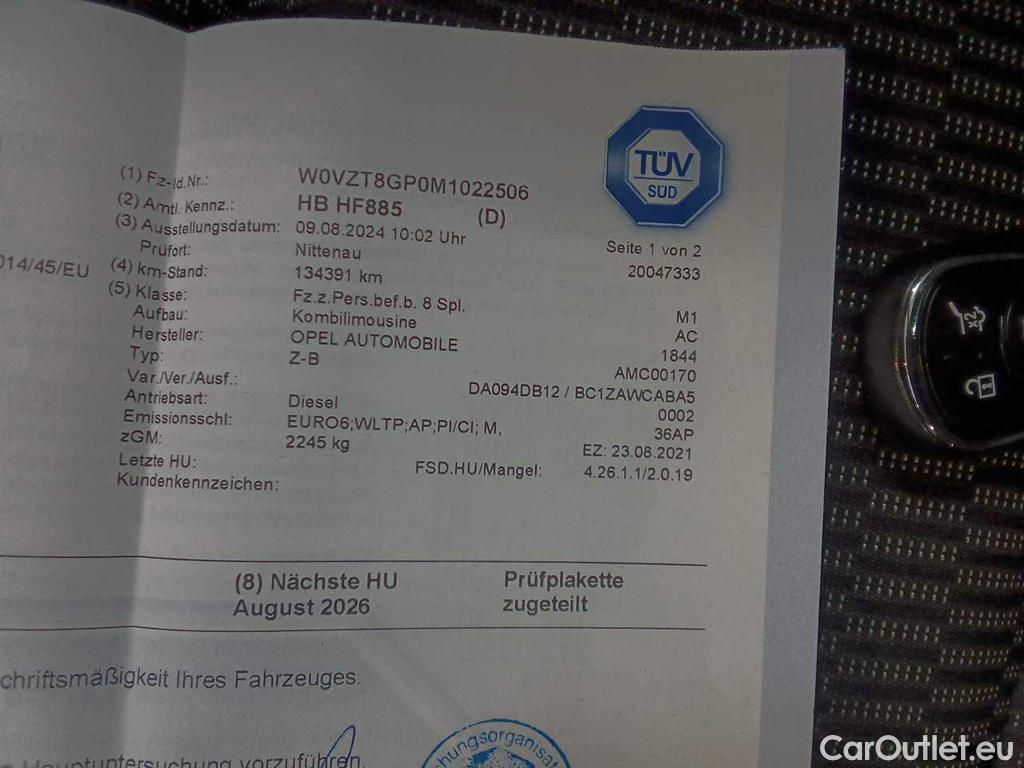 TÜV
SÜD
(1) Fz-Id.Nr.: W0VZT8GP0M1022506
(2) Amtl. Kennz.: HB HF885 (D)
(3) Ausstellungsdatum: 09.08.2024 10:02 Uhr Seite 1 von 2
Prüfort: Nittenau 20047333
014/45/EU (4) km-Stand: 134391 km
(5) Klasse: Fz.z.Pers.bef.b. 8 Spl. M1
Aufbau: Kombilimousine AC
Hersteller: OPEL AUTOMOBILE 1844
Typ: Z-B AMC00170
Var./Ver./Ausf.: DA094DB12 / BC1ZAWCABA5
Antriebsart: Diesel 0002
Emissionsschl: EURO6;WLTP;AP;PI/CI; M, 36AP
zGM: 2245 kg EZ: 23.08.2021
Letzte HU: FSD.HU/Mangel: 4.26.1.1/2.0.19
Kundenkennzeichen:
(8) Nächste HU Prüfplakette
August 2026 zugeteilt
chriftsmäßigkeit Ihres Fahrzeuges.
hungsorganisat
Hauptuntersuchung vorzuführen.
x2
CarOutlet.eu